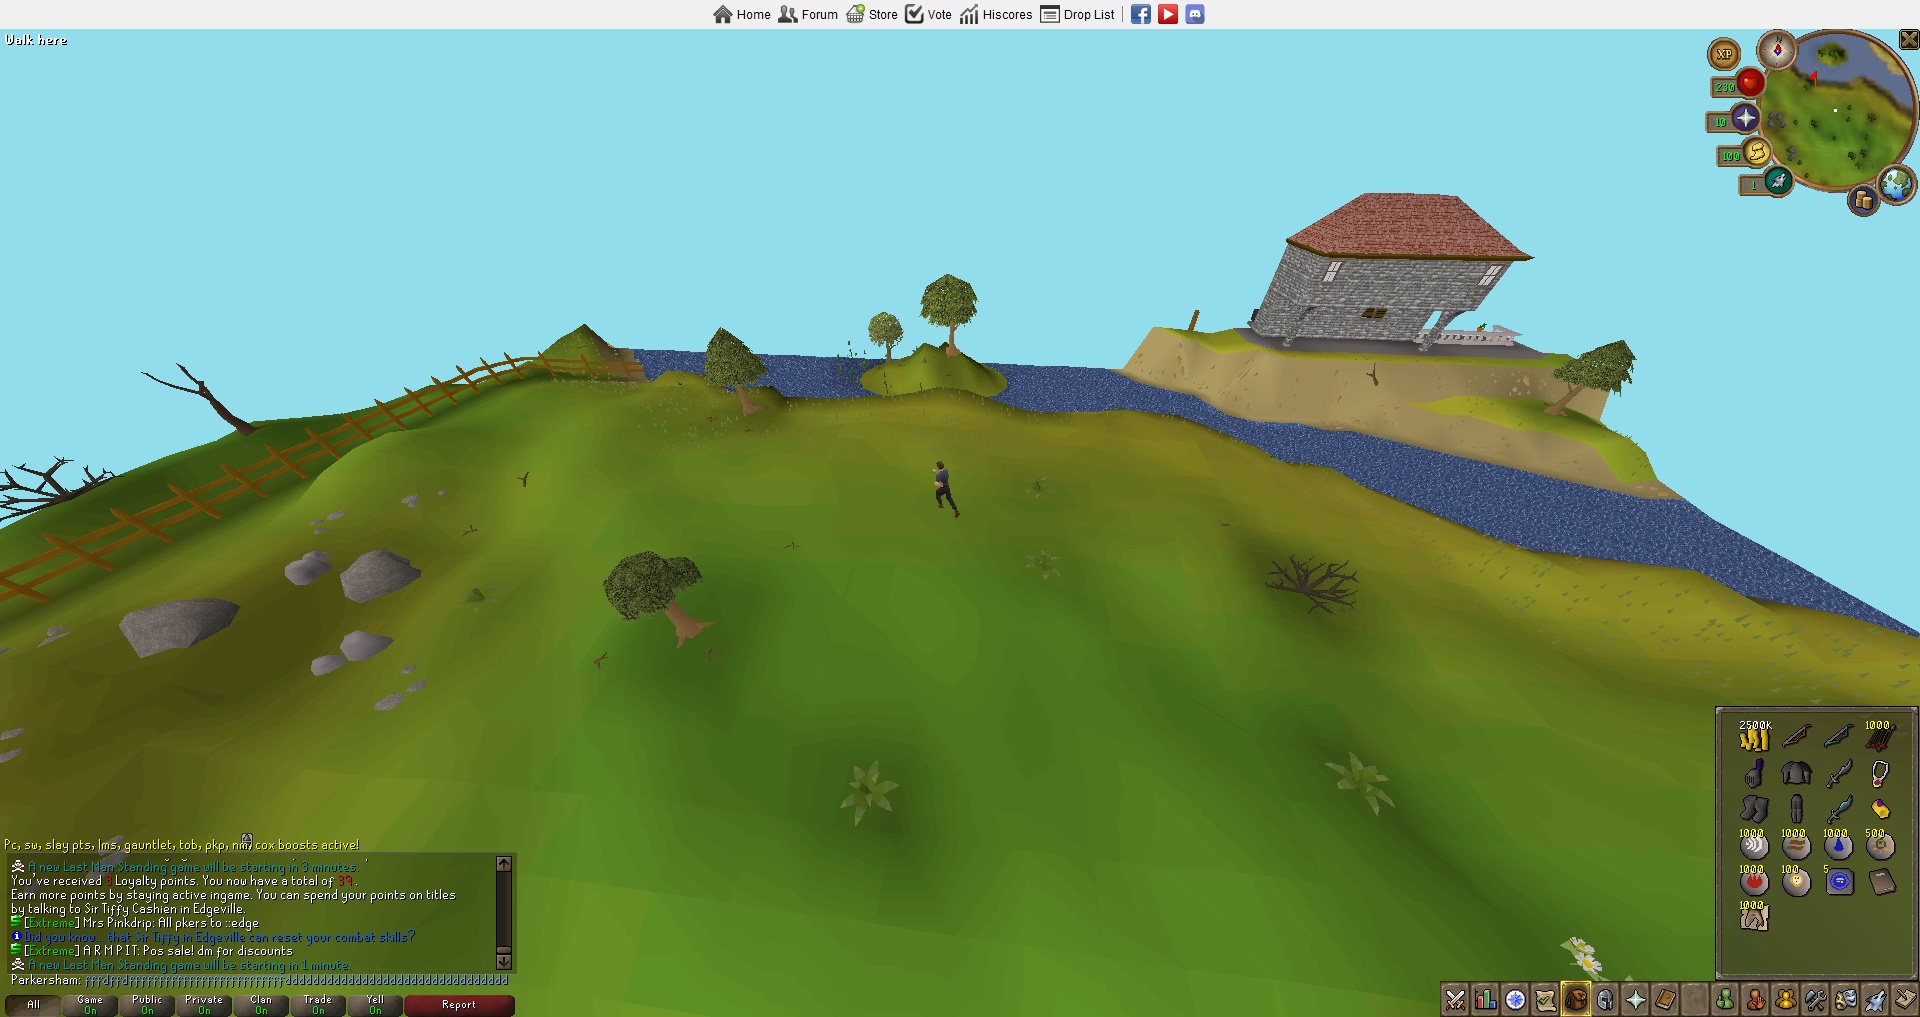 Home Forum Store Vote Hiscores Drop List
Walk here
N
XP
230
10
100
1
2500K
1000
1000 1000 1000 500
1000 100 5
1000
Pc, sw, slay pts, lms, gauntlet, tob, pkp, nm, cox boosts active!
A new Last Man Standing game will be starting in 3 minutes.
You've received 3 Loyalty points. You now have a total of 39.
Earn more points by staying active ingame. You can spend your points on titles
by talking to Sir Tiffy Cashien in Edgeville.
[Extreme] Mrs Pinkdrip: All pkers to ::edge
Did you know... that Sir Tiffy in Edgeville can reset your combat skills?
[Extreme] A R M P I T: Pos sale! dm for discounts
A new Last Man Standing game will be starting in 1 minute.
Parkersham:
All Game Public Private Clan Trade Yell Report
On On On On On On